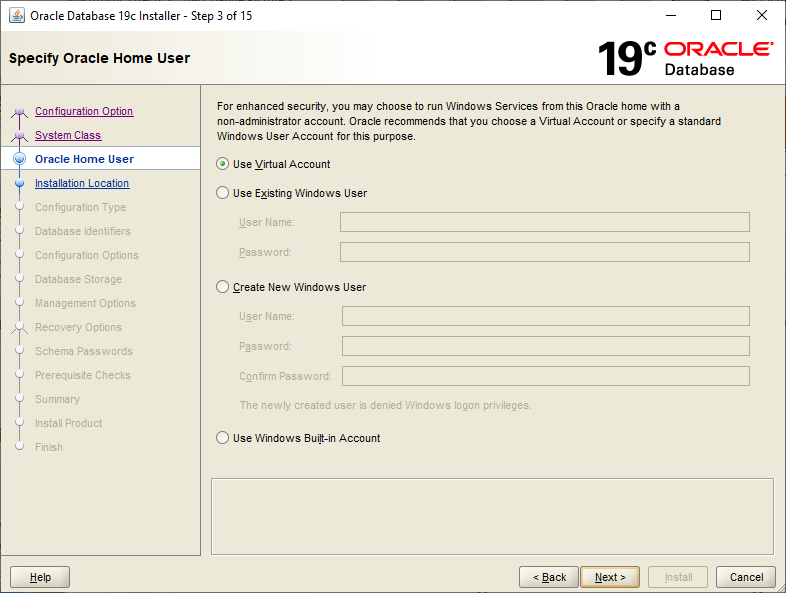 Oracle Database 19c Installer - Step 3 of 15
Specify Oracle Home User
19c ORACLE
Database
Configuration Option
System Class
Oracle Home User
Installation Location
Configuration Type
Database Identifiers
Configuration Options
Database Storage
Management Options
Recovery Options
Schema Passwords
Prerequisite Checks
Summary
Install Product
Finish
For enhanced security, you may choose to run Windows Services from this Oracle home with a
non-administrator account. Oracle recommends that you choose a Virtual Account or specify a standard
Windows User Account for this purpose.
Use Virtual Account
Use Existing Windows User
User Name:
Password:
Create New Windows User
User Name:
Password:
Confirm Password:
The newly created user is denied Windows logon privileges.
Use Windows Built-in Account
Help
< Back
Next >
Install
Cancel